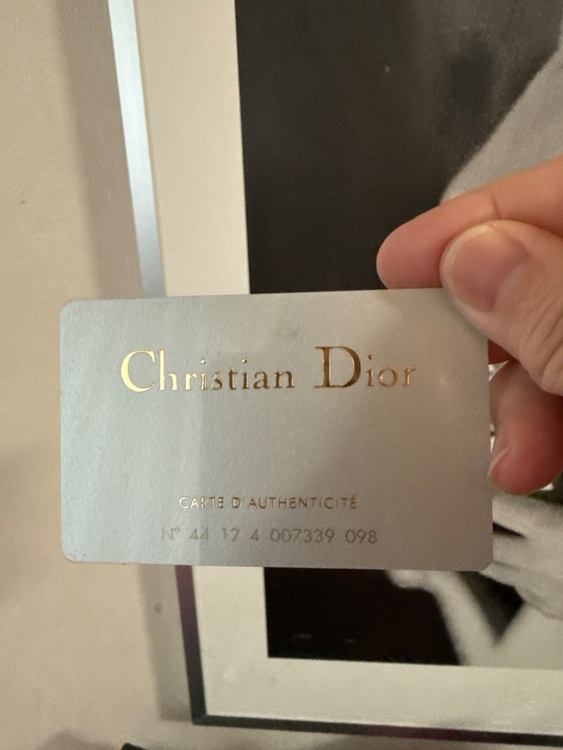 Christian Dior
CARTE D'AUTHENTICITÉ
N° 44 12 4 007339 098